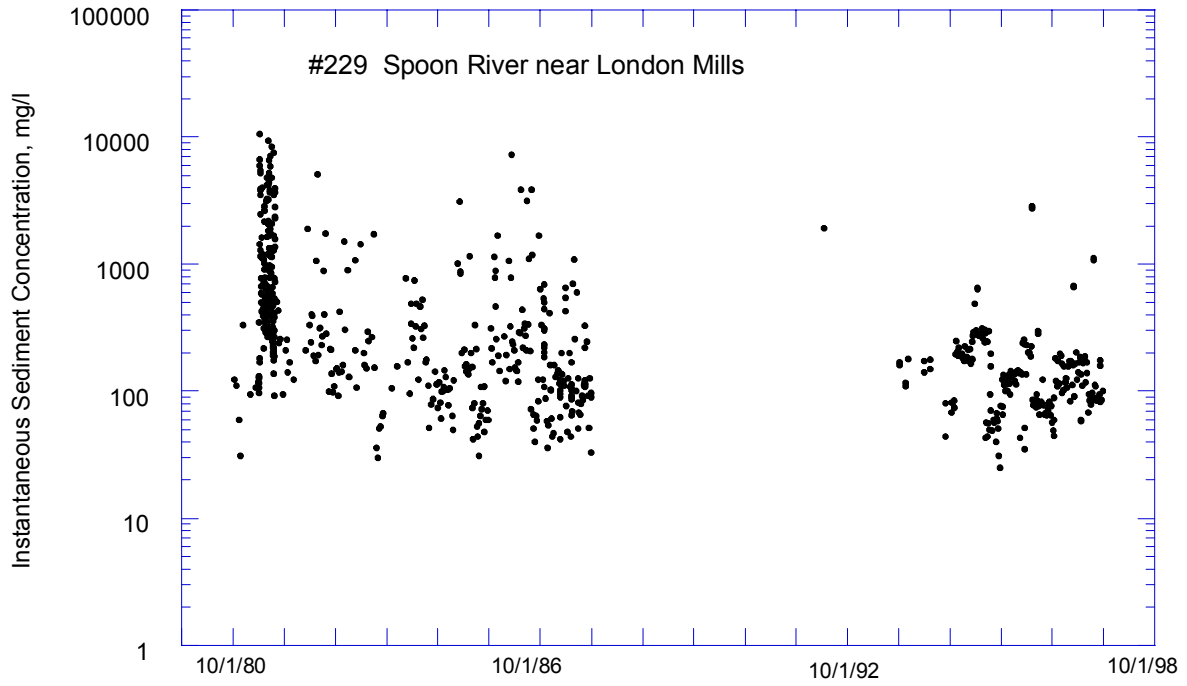 100000
#229 Spoon River near London Mills
10000
1000
100
10
1
Instantaneous Sediment Concentration, mg/l
10/1/80 10/1/86 10/1/92 10/1/98